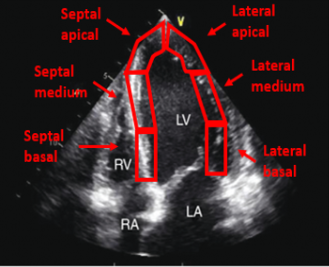 Septal
apical
V
Lateral
apical
Septal
medium
Lateral
medium
LV
Septal
basal
Lateral
basal
RV
RA
LA